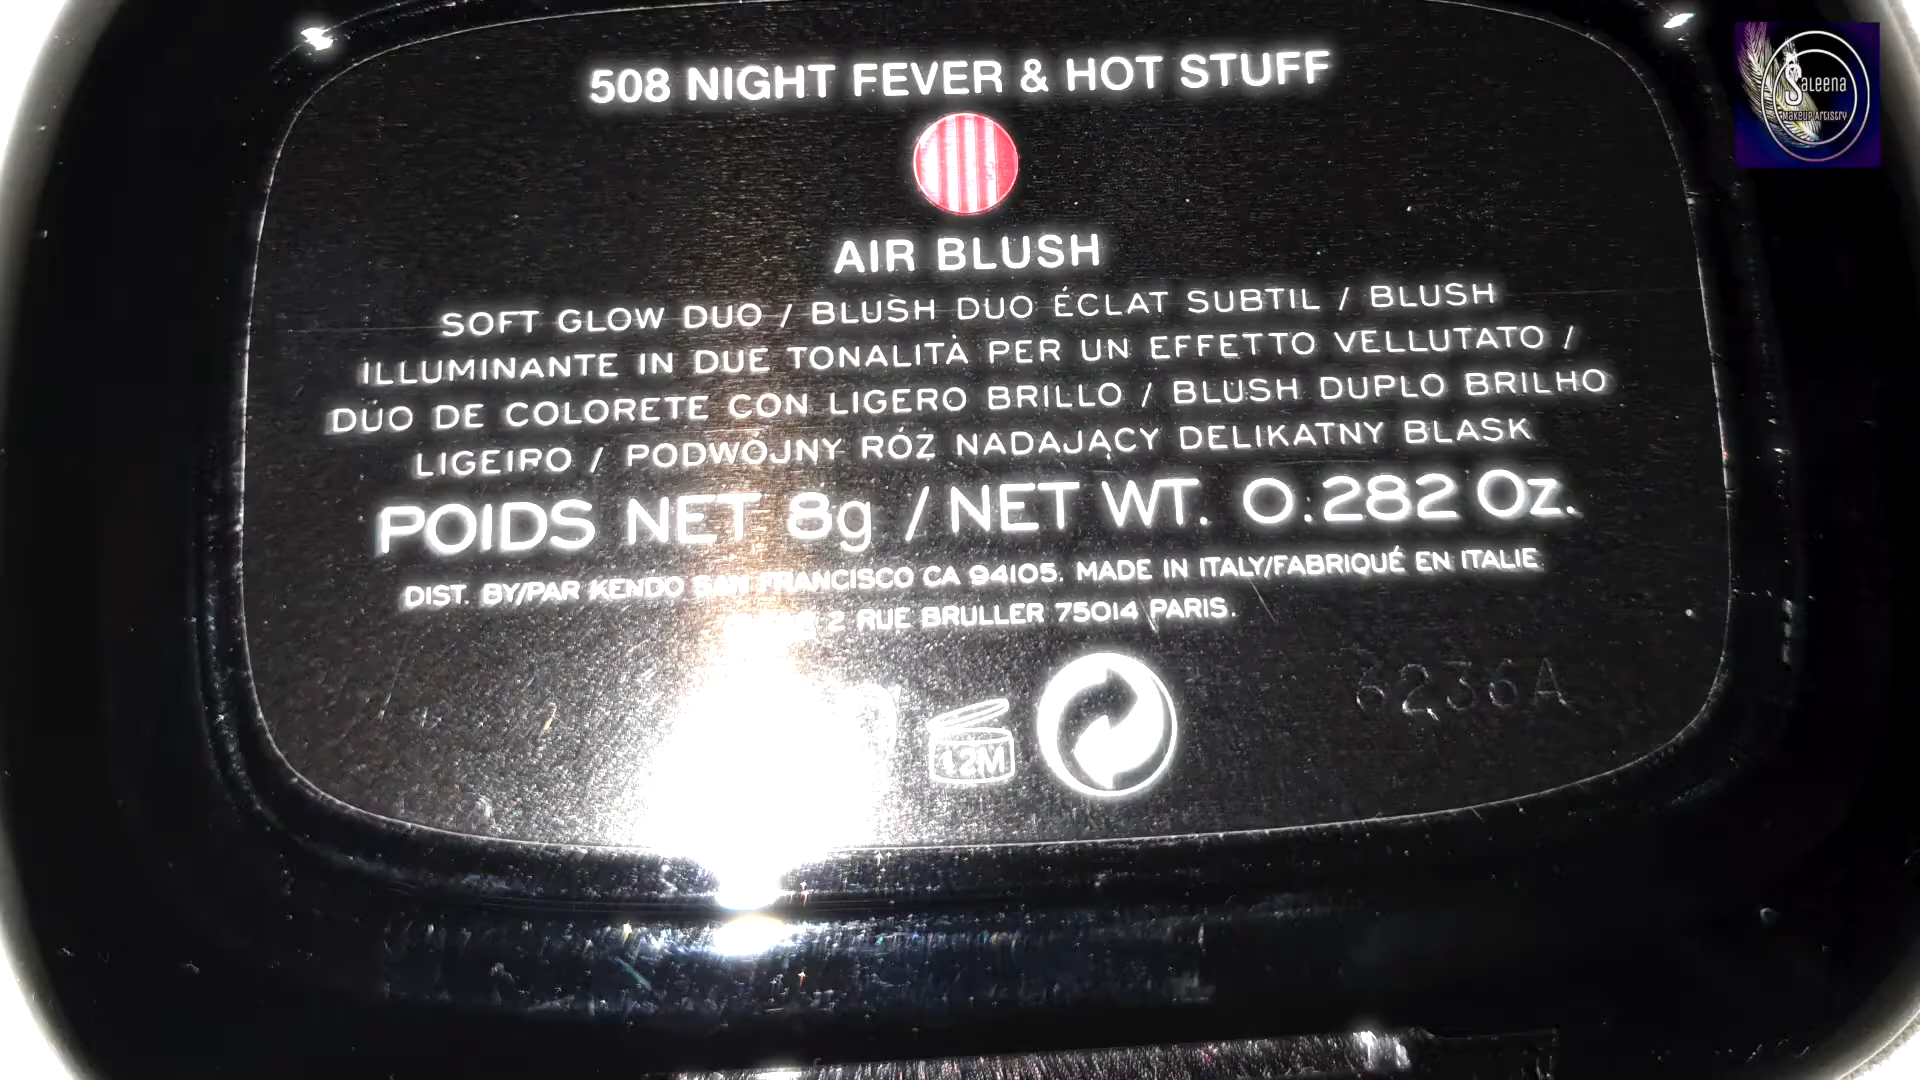 508 NIGHT FEVER & HOT STUFF
AIR BLUSH
SOFT GLOW DUO / BLUSH DUO ÉCLAT SUBTIL / BLUSH
ILLUMINANTE IN DUE TONALITÀ PER UN EFFETTO VELLUTATO /
DÚO DE COLORETE CON LIGERO BRILLO / BLUSH DUPLO BRILHO
LIGEIRO / PODWÓJNY RÓŻ NADAJĄCY DELIKATNY BLASK
POIDS NET 8g / NET WT. 0.282 Oz.
DIST. BY/PAR KENDO SAN FRANCISCO CA 94105. MADE IN ITALY/FABRIQUÉ EN ITALIE
2 RUE BRULLER 75014 PARIS.
12M
6236A
Saleena
Makeup Artistry